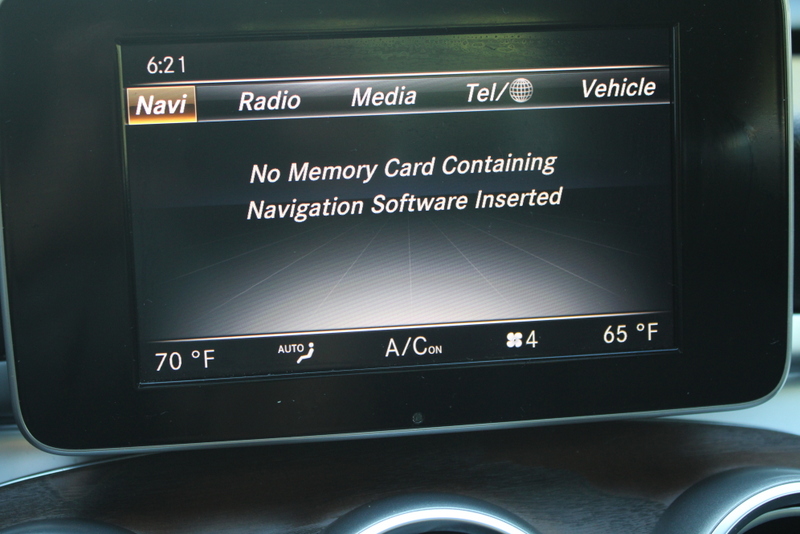 6:21
Navi Radio Media Tel/ Vehicle
No Memory Card Containing
Navigation Software Inserted
70 °F AUTO A/C ON 4 65 °F